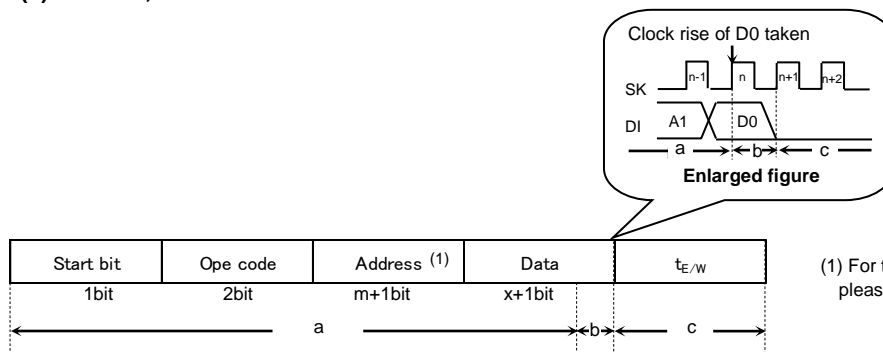 Clock rise of D0 taken
SK n-1 n n+1 n+2
DI A1 D0
a b c
Enlarged figure
Start bit Ope code Address (1) Data tE/W
1bit 2bit m+1bit x+1bit
a b c
(1) For
pleas